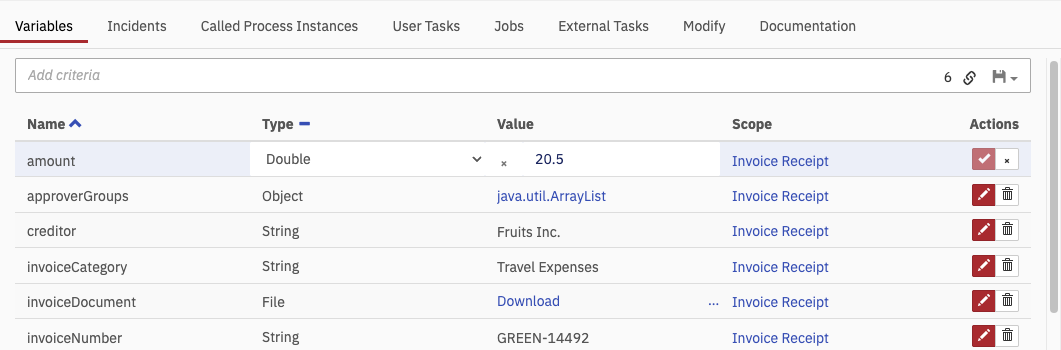 Variables Incidents Called Process Instances User Tasks Jobs External Tasks Modify Documentation
Add criteria 6
Name Type Value Scope Actions
amount Double × 20.5 Invoice Receipt ×
approverGroups Object java.util.ArrayList Invoice Receipt
creditor String Fruits Inc. Invoice Receipt
invoiceCategory String Travel Expenses Invoice Receipt
invoiceDocument File Download ... Invoice Receipt
invoiceNumber String GREEN-14492 Invoice Receipt